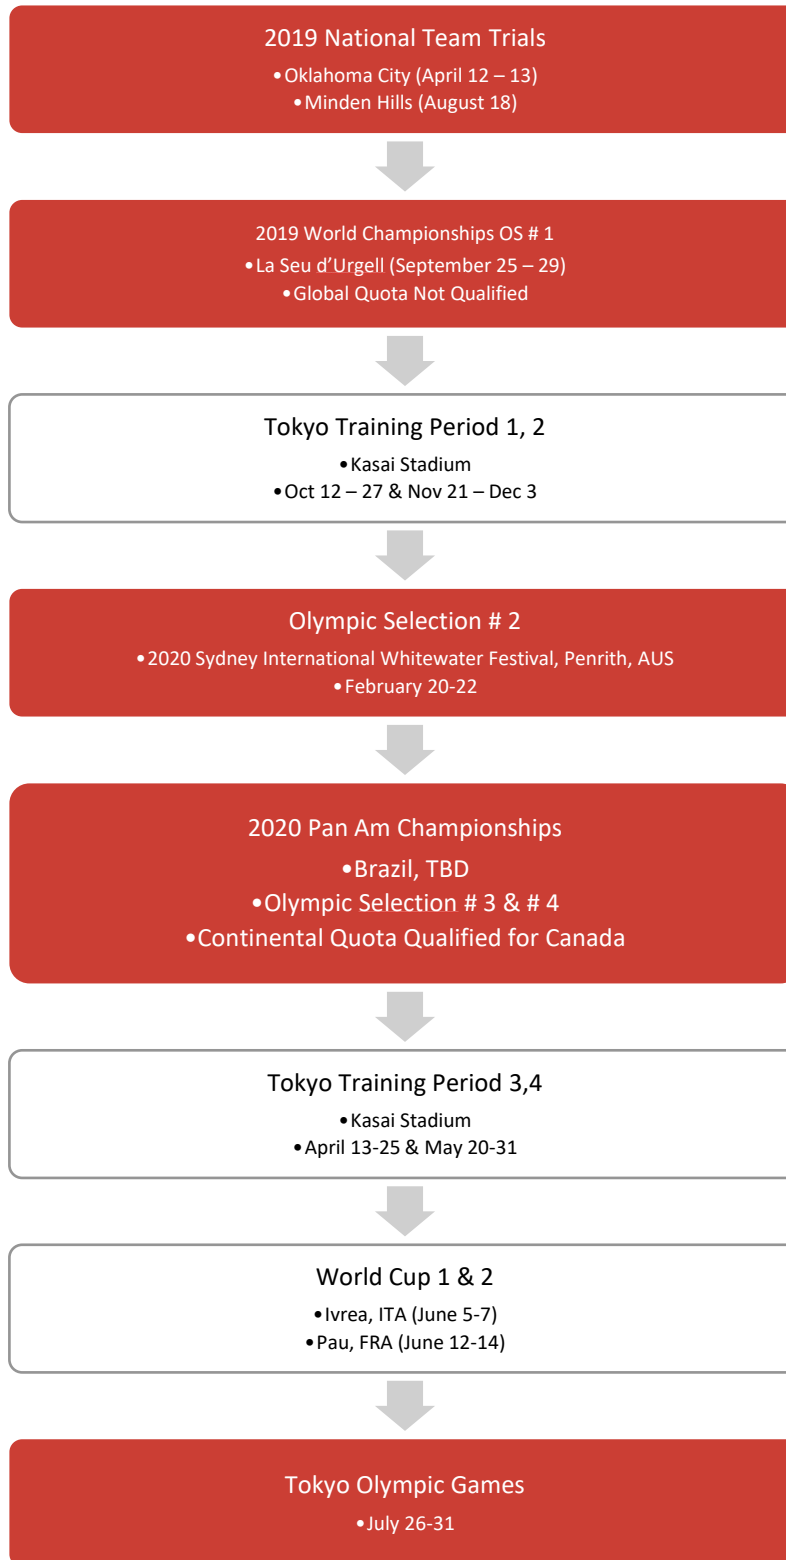 2019 National Team Trials
•Oklahoma City (April 12 – 13)
•Minden Hills (August 18)
2019 World Championships OS # 1
•La Seu d’Urgell (September 25 – 29)
•Global Quota Not Qualified
Tokyo Training Period 1, 2
•Kasai Stadium
•Oct 12 – 27 & Nov 21 – Dec 3
Olympic Selection # 2
•2020 Sydney International Whitewater Festival, Penrith, AUS
•February 20-22
2020 Pan Am Championships
•Brazil, TBD
•Olympic Selection # 3 & # 4
•Continental Quota Qualified for Canada
Tokyo Training Period 3,4
•Kasai Stadium
•April 13-25 & May 20-31
World Cup 1 & 2
•Ivrea, ITA (June 5-7)
•Pau, FRA (June 12-14)
Tokyo Olympic Games
•July 26-31